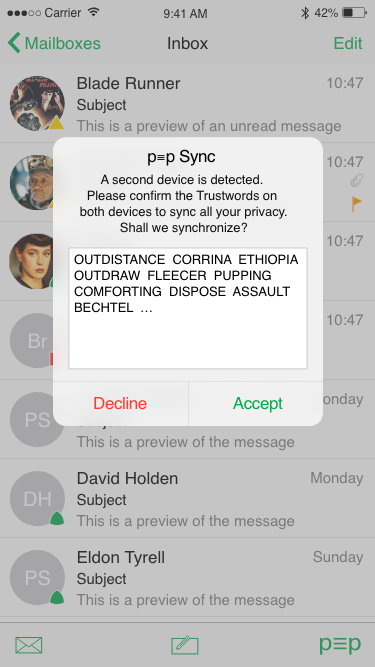 Carrier 9:41 AM 42%
Mailboxes Inbox Edit
Blade Runner 10:47
Subject
This is a preview of an unread message
10:47
10:47
Br 10:47
p≡p Sync
A second device is detected.
Please confirm the Trustwords on
both devices to sync all your privacy.
Shall we synchronize?
OUTDISTANCE CORRINA ETHIOPIA
OUTDRAW FLEECER PUPPING
COMFORTING DISPOSE ASSAULT
BECHTEL ...
Decline Accept
PS
This is a preview of the message
David Holden Monday
DH Subject
This is a preview of the message
Eldon Tyrell Sunday
PS Subject
This is a preview of the message
p≡p